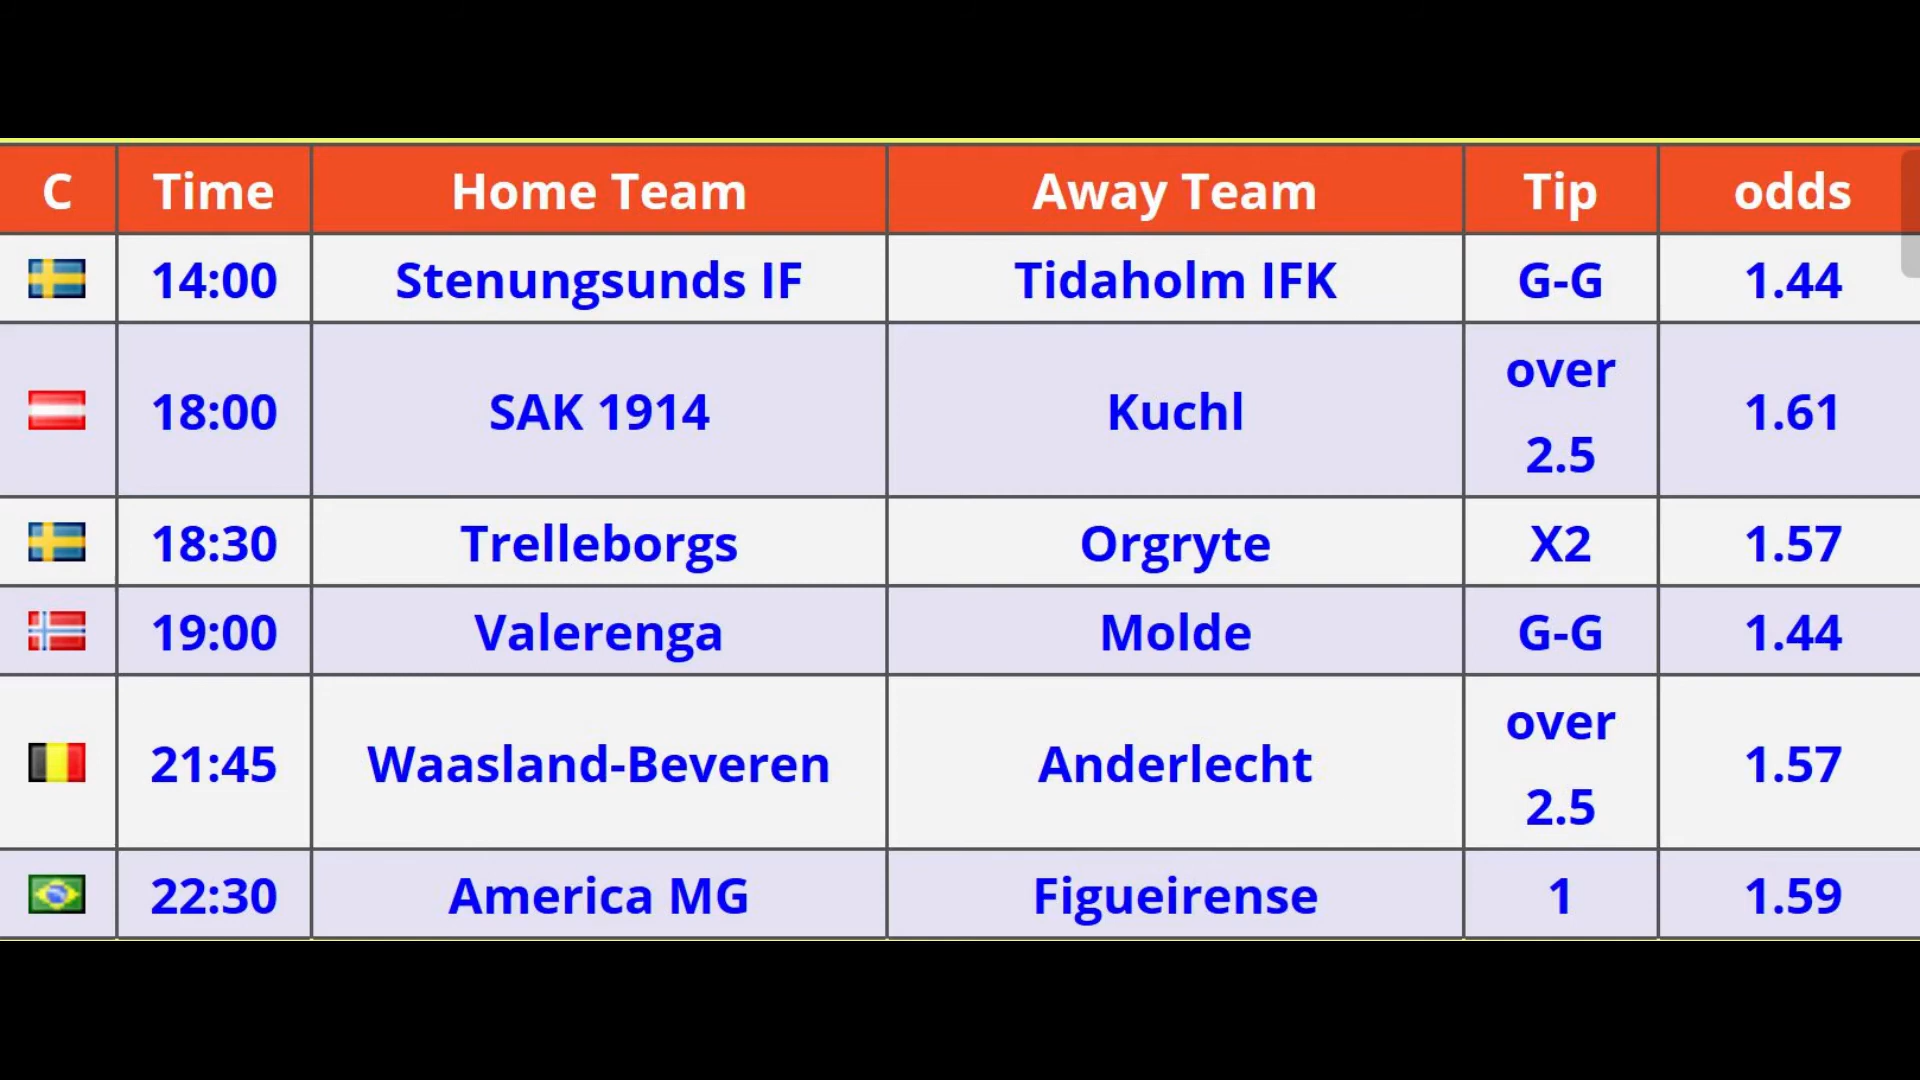 C Time Home Team Away Team Tip odds
14:00 Stenungsunds IF Tidaholm IFK G-G 1.44
18:00 SAK 1914 Kuchl over 2.5 1.61
18:30 Trelleborgs Orgryte X2 1.57
19:00 Valerenga Molde G-G 1.44
21:45 Waasland-Beveren Anderlecht over 2.5 1.57
22:30 America MG Figueirense 1 1.59